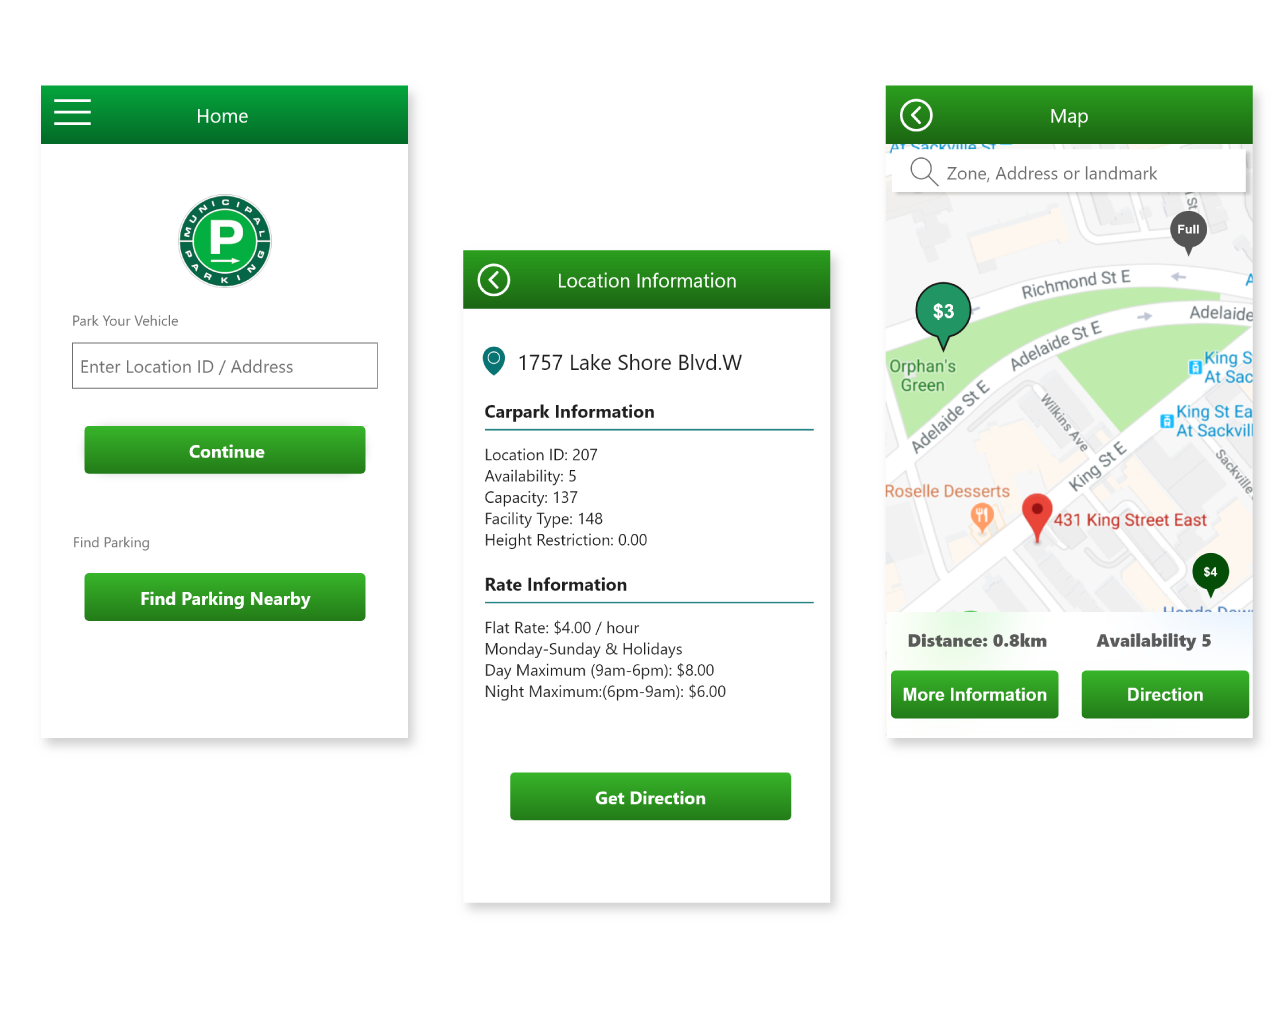 Home
MUNICIPAL
P
PARKING
Park Your Vehicle
Enter Location ID / Address
Continue
Find Parking
Find Parking Nearby
Location Information
1757 Lake Shore Blvd.W
Carpark Information
Location ID: 207
Availability: 5
Capacity: 137
Facility Type: 148
Height Restriction: 0.00
Rate Information
Flat Rate: $4.00 / hour
Monday-Sunday & Holidays
Day Maximum (9am-6pm): $8.00
Night Maximum:(6pm-9am): $6.00
Get Direction
Map
At Sackville St
Zone, Address or landmark
St
Full
Richmond St E
$3
Adelaide
Adelaide St E
Orphan's
Green
King S
At Sac
King St Ea
At Sackvil
Wilkins Ave
Adelaide St E
King St E
Sackville
Roselle Desserts
431 King Street East
$4
Distance: 0.8km
Availability 5
More Information
Direction